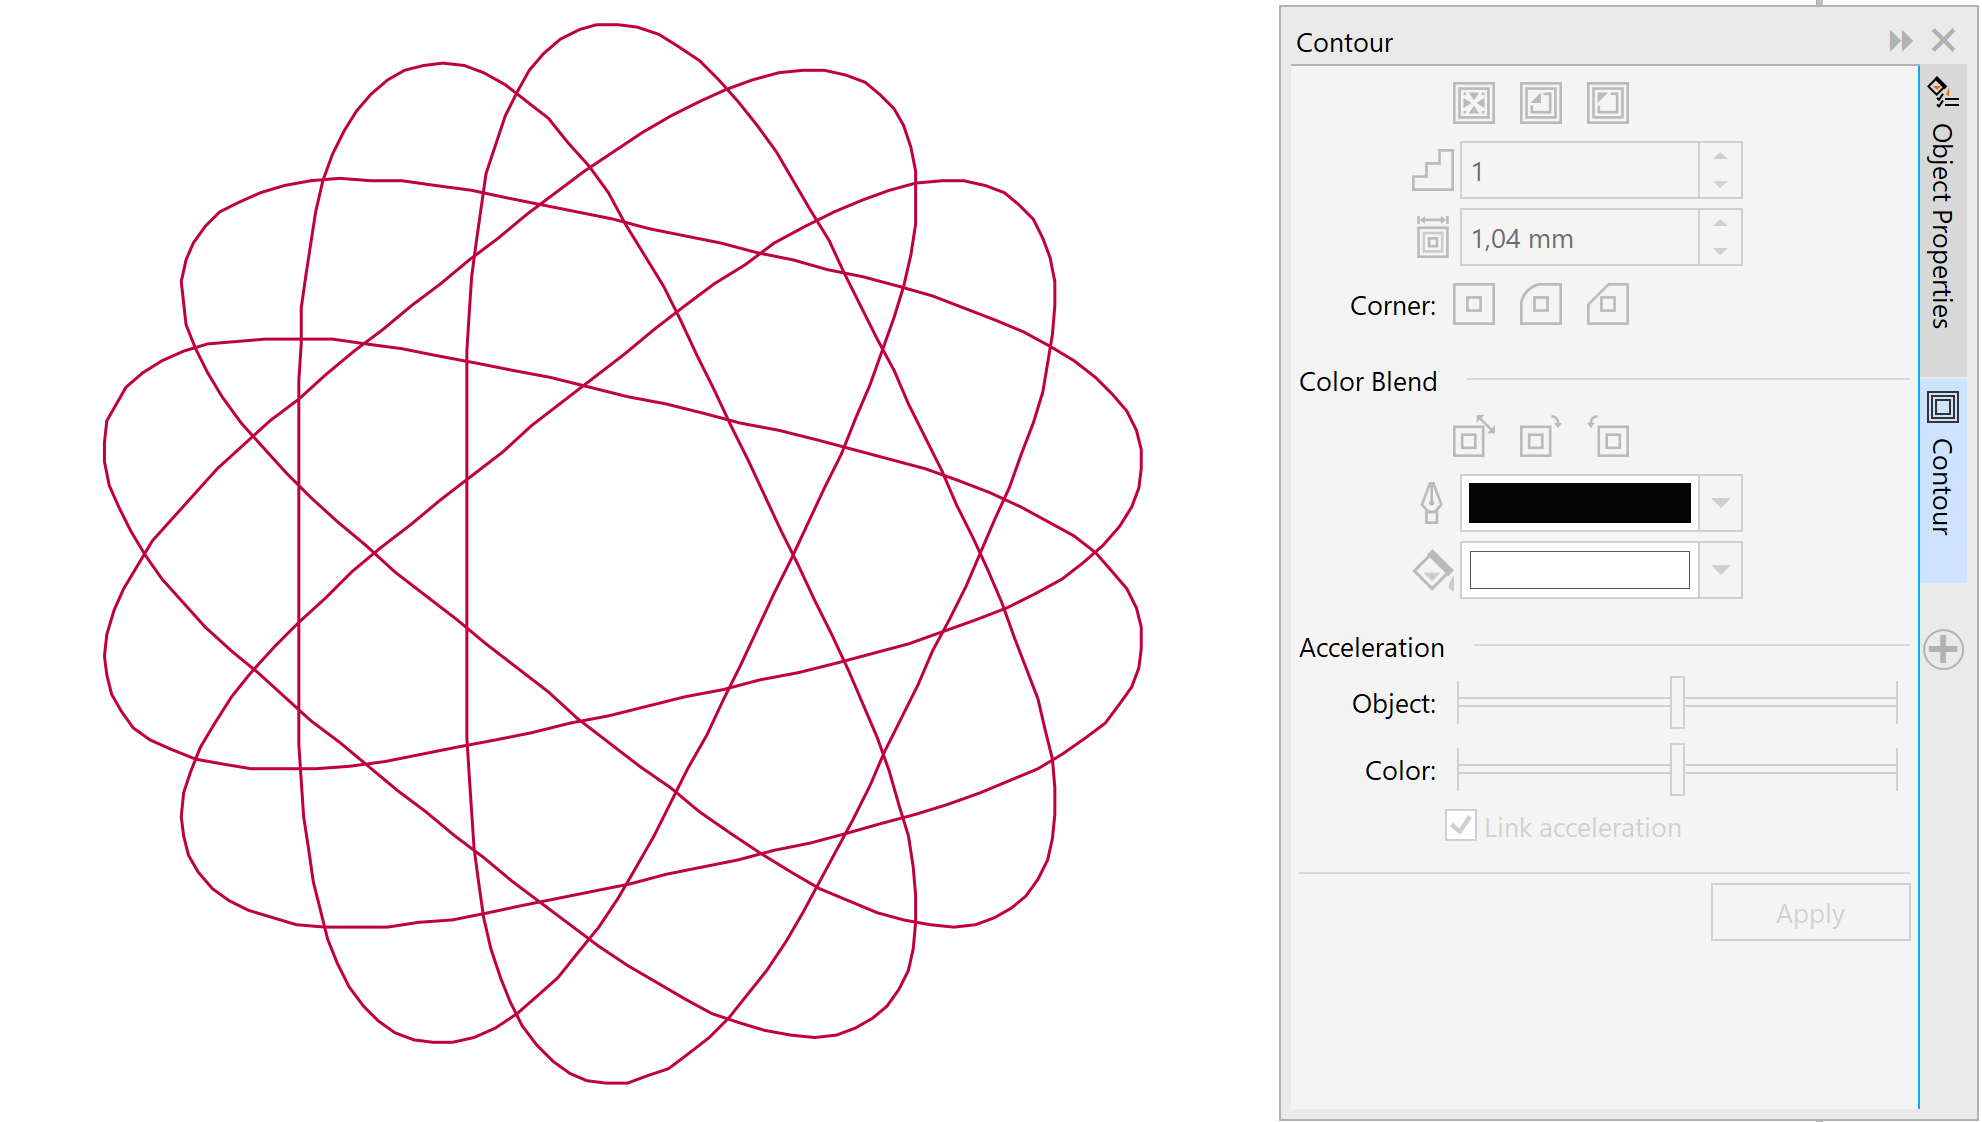 Contour
1
1,04 mm
Corner:
Color Blend
Acceleration
Object:
Color:
Link acceleration
Apply
Object Properties
Contour